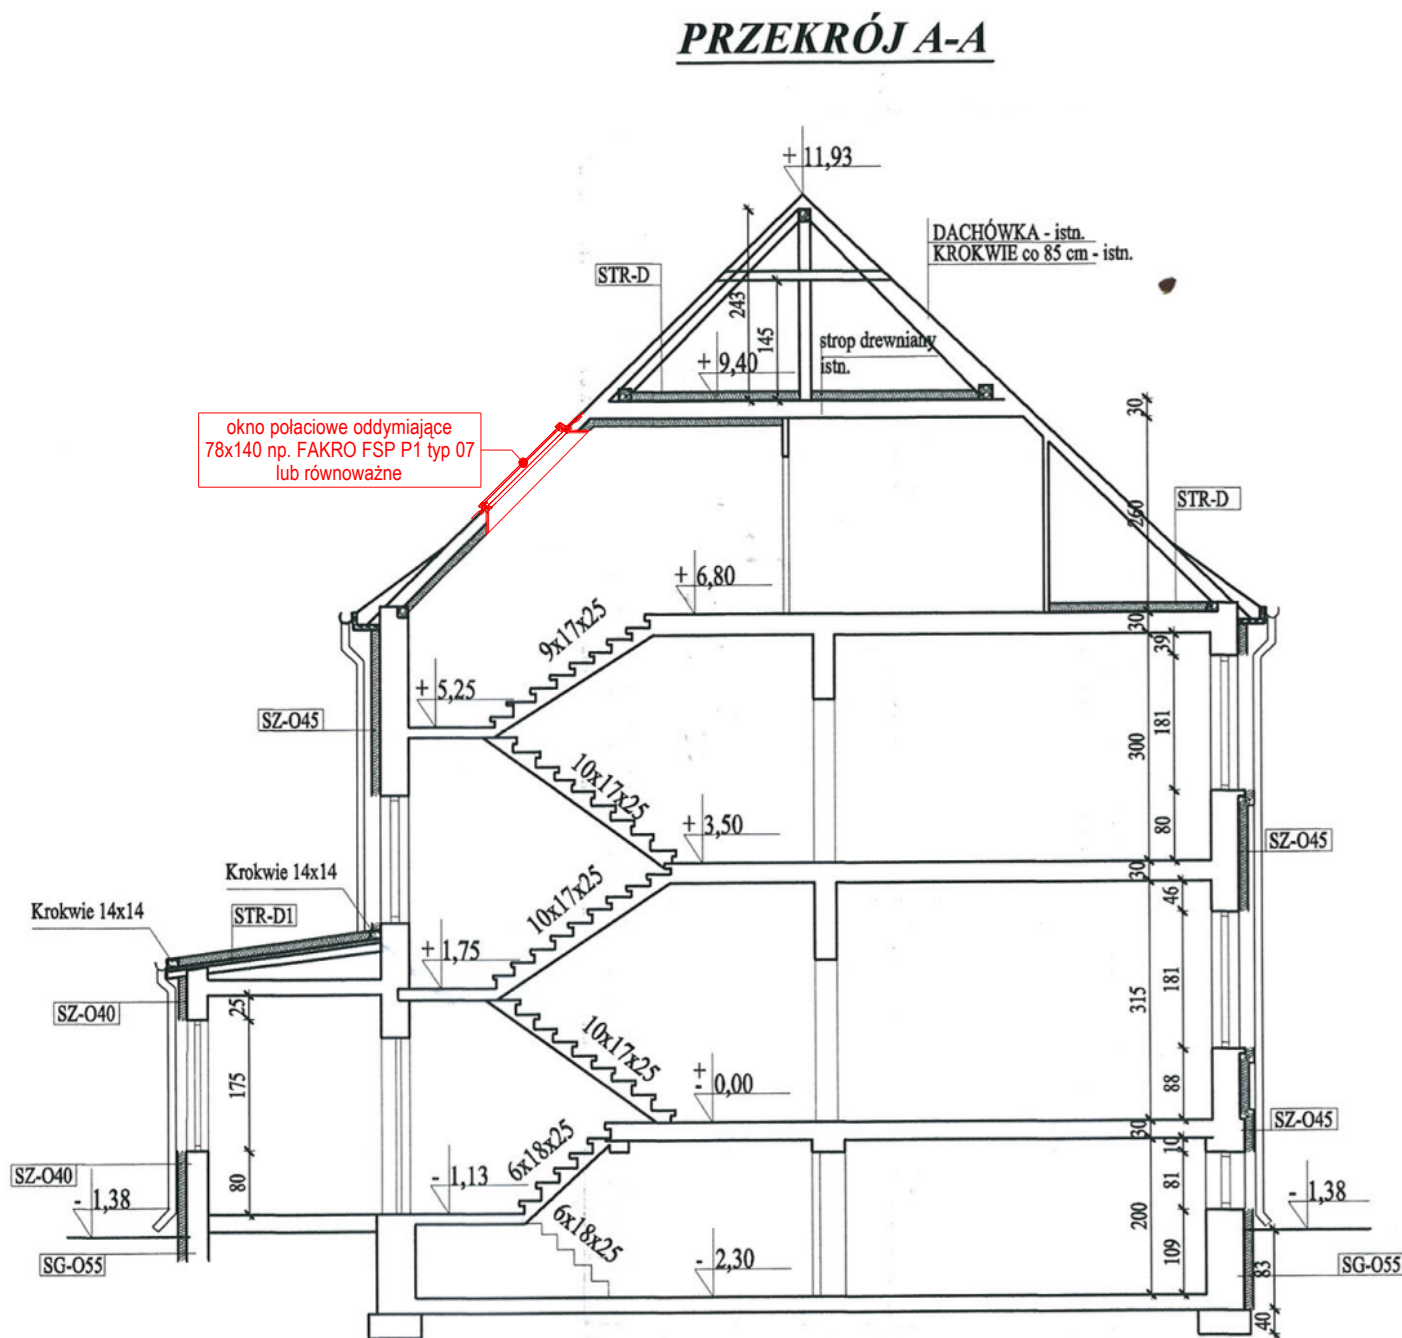 PRZEKRÓJ A-A
+ 11,93
DACHÓWKA - istn.
KROKWIE co 85 cm - istn.
STR-D
243
145
strop drewniany
istn.
+ 9,40
30
okno połaciowe oddymiające
78x140 np. FAKRO FSP P1 typ 07
lub równoważne
STR-D
260
+ 6,80
9x17x25
30
39
+ 5,25
SZ-O45
181
300
10x17x25
+ 3,50
80
SZ-O45
30
Krokwie 14x14
10x17x25
46
Krokwie 14x14
STR-D1
+ 1,75
181
315
SZ-O40
25
10x17x25
+
- 0,00
175
88
30
10
SZ-O45
6x18x25
SZ-O40
80
- 1,13
81
- 1,38
- 1,38
200
6x18x25
109
- 2,30
SG-O55
83
SG-O55
40